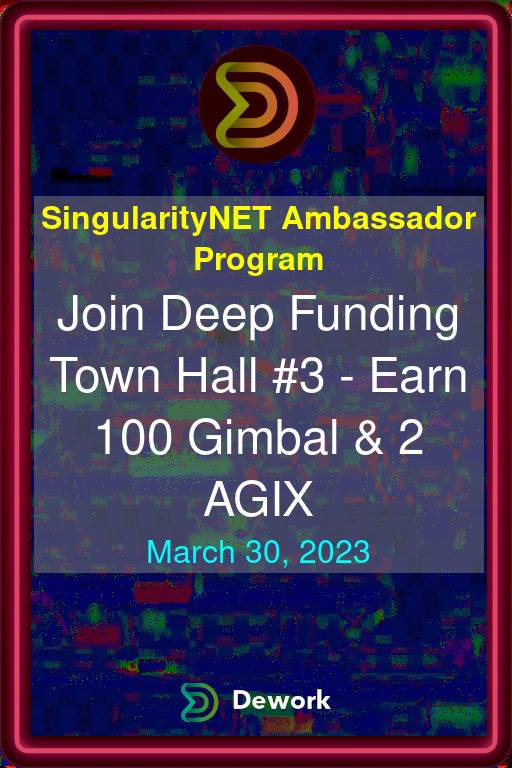 SingularityNET Ambassador
Program
Join Deep Funding
Town Hall #3 - Earn
100 Gimbal & 2
AGIX
March 30, 2023
Dework